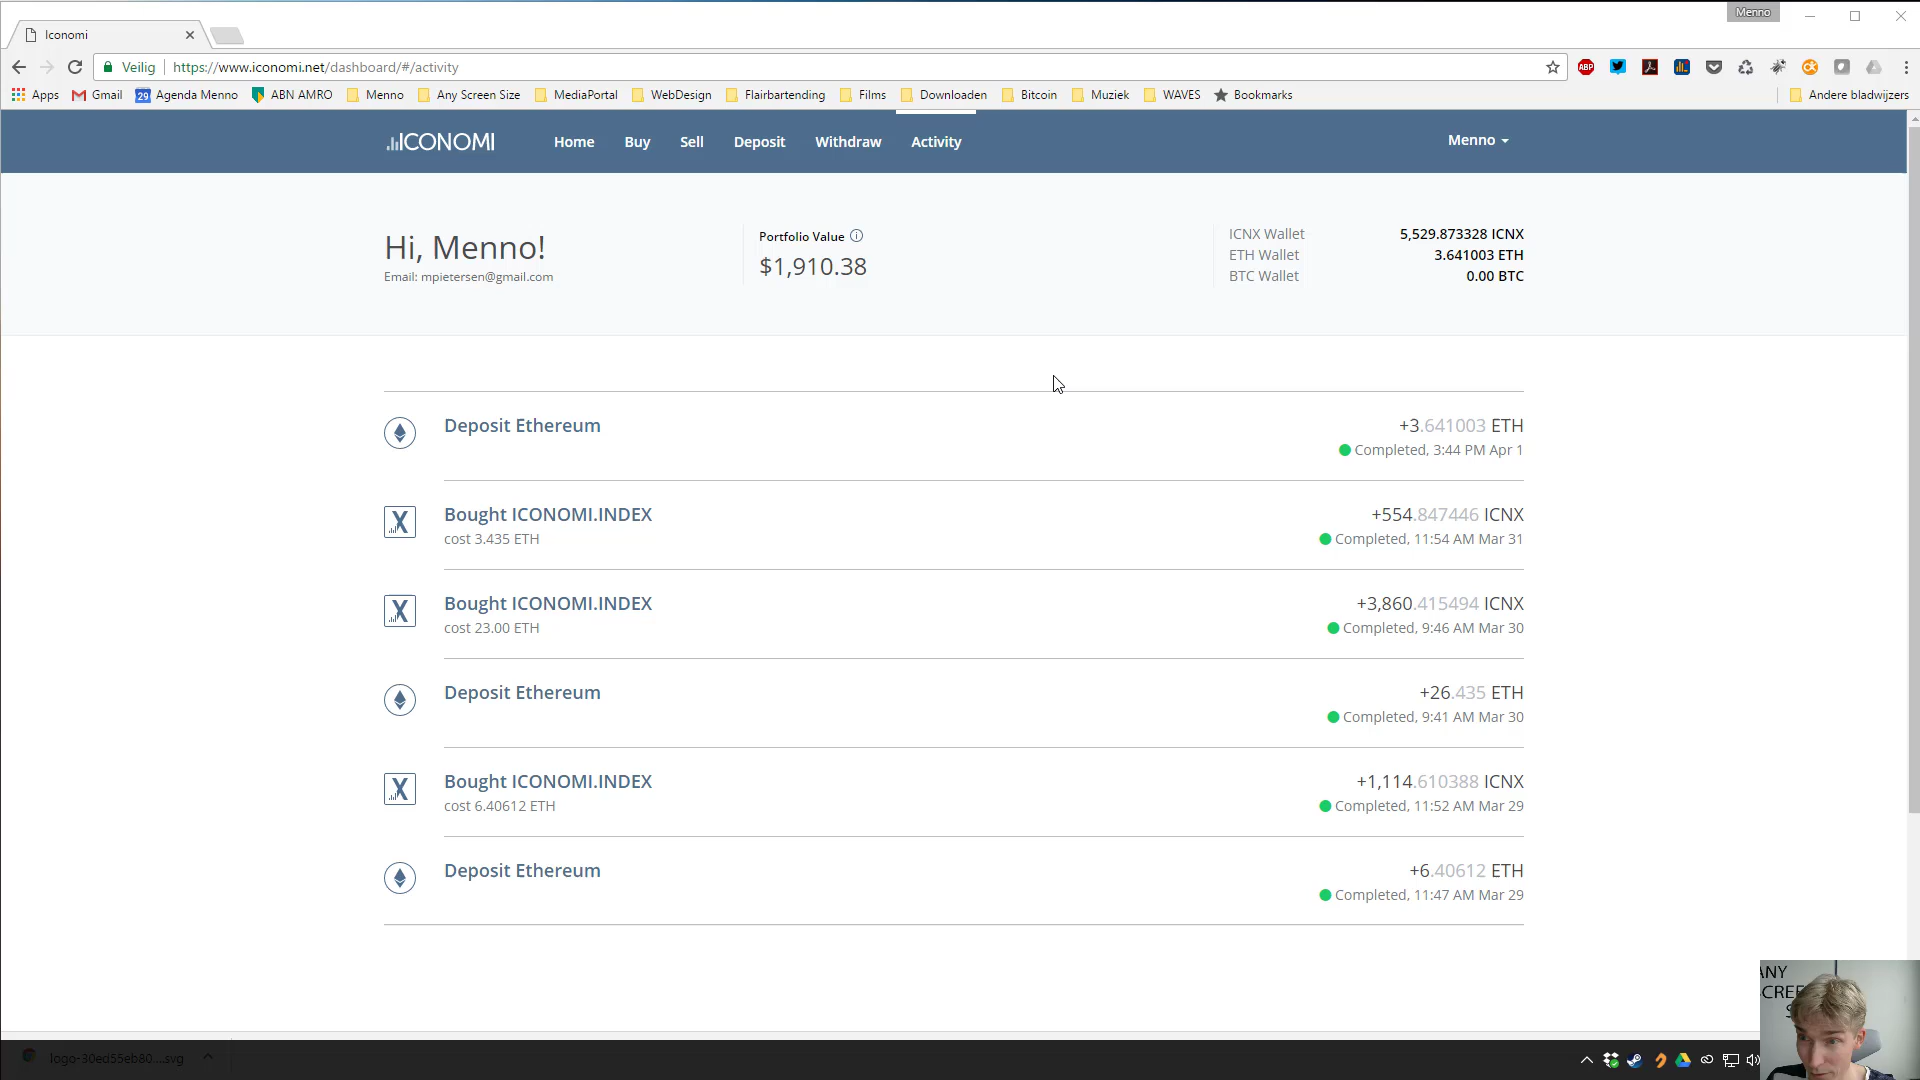 Menno
Iconomi
Veilig https://www.iconomi.net/dashboard/#/activity
ABP
Apps Gmail 29 Agenda Menno ABN AMRO Menno Any Screen Size MediaPortal WebDesign Flairbartending Films Downloaden Bitcoin Muziek WAVES Bookmarks Andere bladwijzers
ICONOMI Home Buy Sell Deposit Withdraw Activity Menno
Hi, Menno!
Email: mpietersen@gmail.com
Portfolio Value
$1,910.38
ICNX Wallet 5,529.873328 ICNX
ETH Wallet 3.641003 ETH
BTC Wallet 0.00 BTC
Deposit Ethereum +3.641003 ETH
Completed, 3:44 PM Apr 1
Bought ICONOMI.INDEX +554.847446 ICNX
cost 3.435 ETH Completed, 11:54 AM Mar 31
Bought ICONOMI.INDEX +3,860.415494 ICNX
cost 23.00 ETH Completed, 9:46 AM Mar 30
Deposit Ethereum +26.435 ETH
Completed, 9:41 AM Mar 30
Bought ICONOMI.INDEX +1,114.610388 ICNX
cost 6.40612 ETH Completed, 11:52 AM Mar 29
Deposit Ethereum +6.40612 ETH
Completed, 11:47 AM Mar 29
ANY
SCREE
S
logo-30ed55eb80....svg